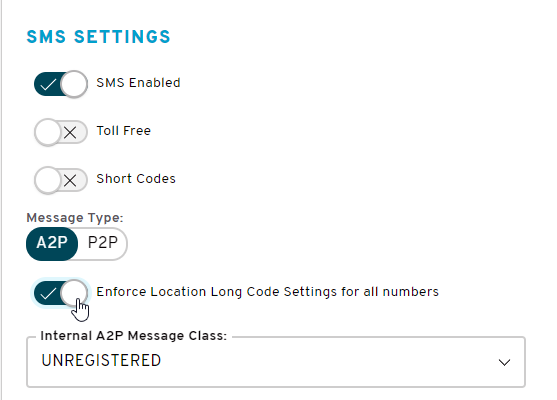 SMS SETTINGS
SMS Enabled
Toll Free
Short Codes
Message Type:
A2P P2P
Enforce Location Long Code Settings for all numbers
Internal A2P Message Class:
UNREGISTERED